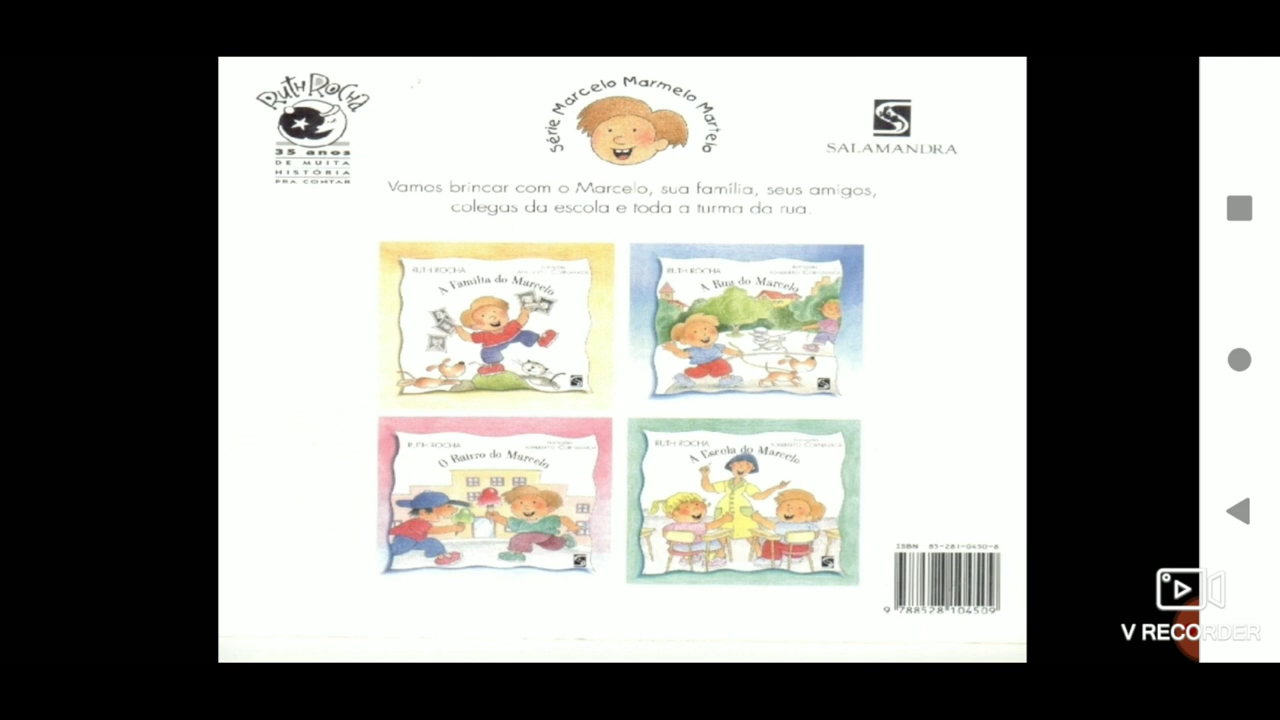 RUTH ROCHA
35 anos
DE MUITA
HISTÓRIA
PRA CONTAR
Série Marcelo Marmelo Martelo
SALAMANDRA
Vamos brincar com o Marcelo, sua família, seus amigos,
colegas da escola e toda a turma da rua.
RUTH ROCHA
A Família do Marcelo
RUTH ROCHA
A Rua do Marcelo
RUTH ROCHA
O Bairro do Marcelo
RUTH ROCHA
A Escola do Marcelo
ISBN 85-281-0450-8
9 788528 104509
V RECORDER